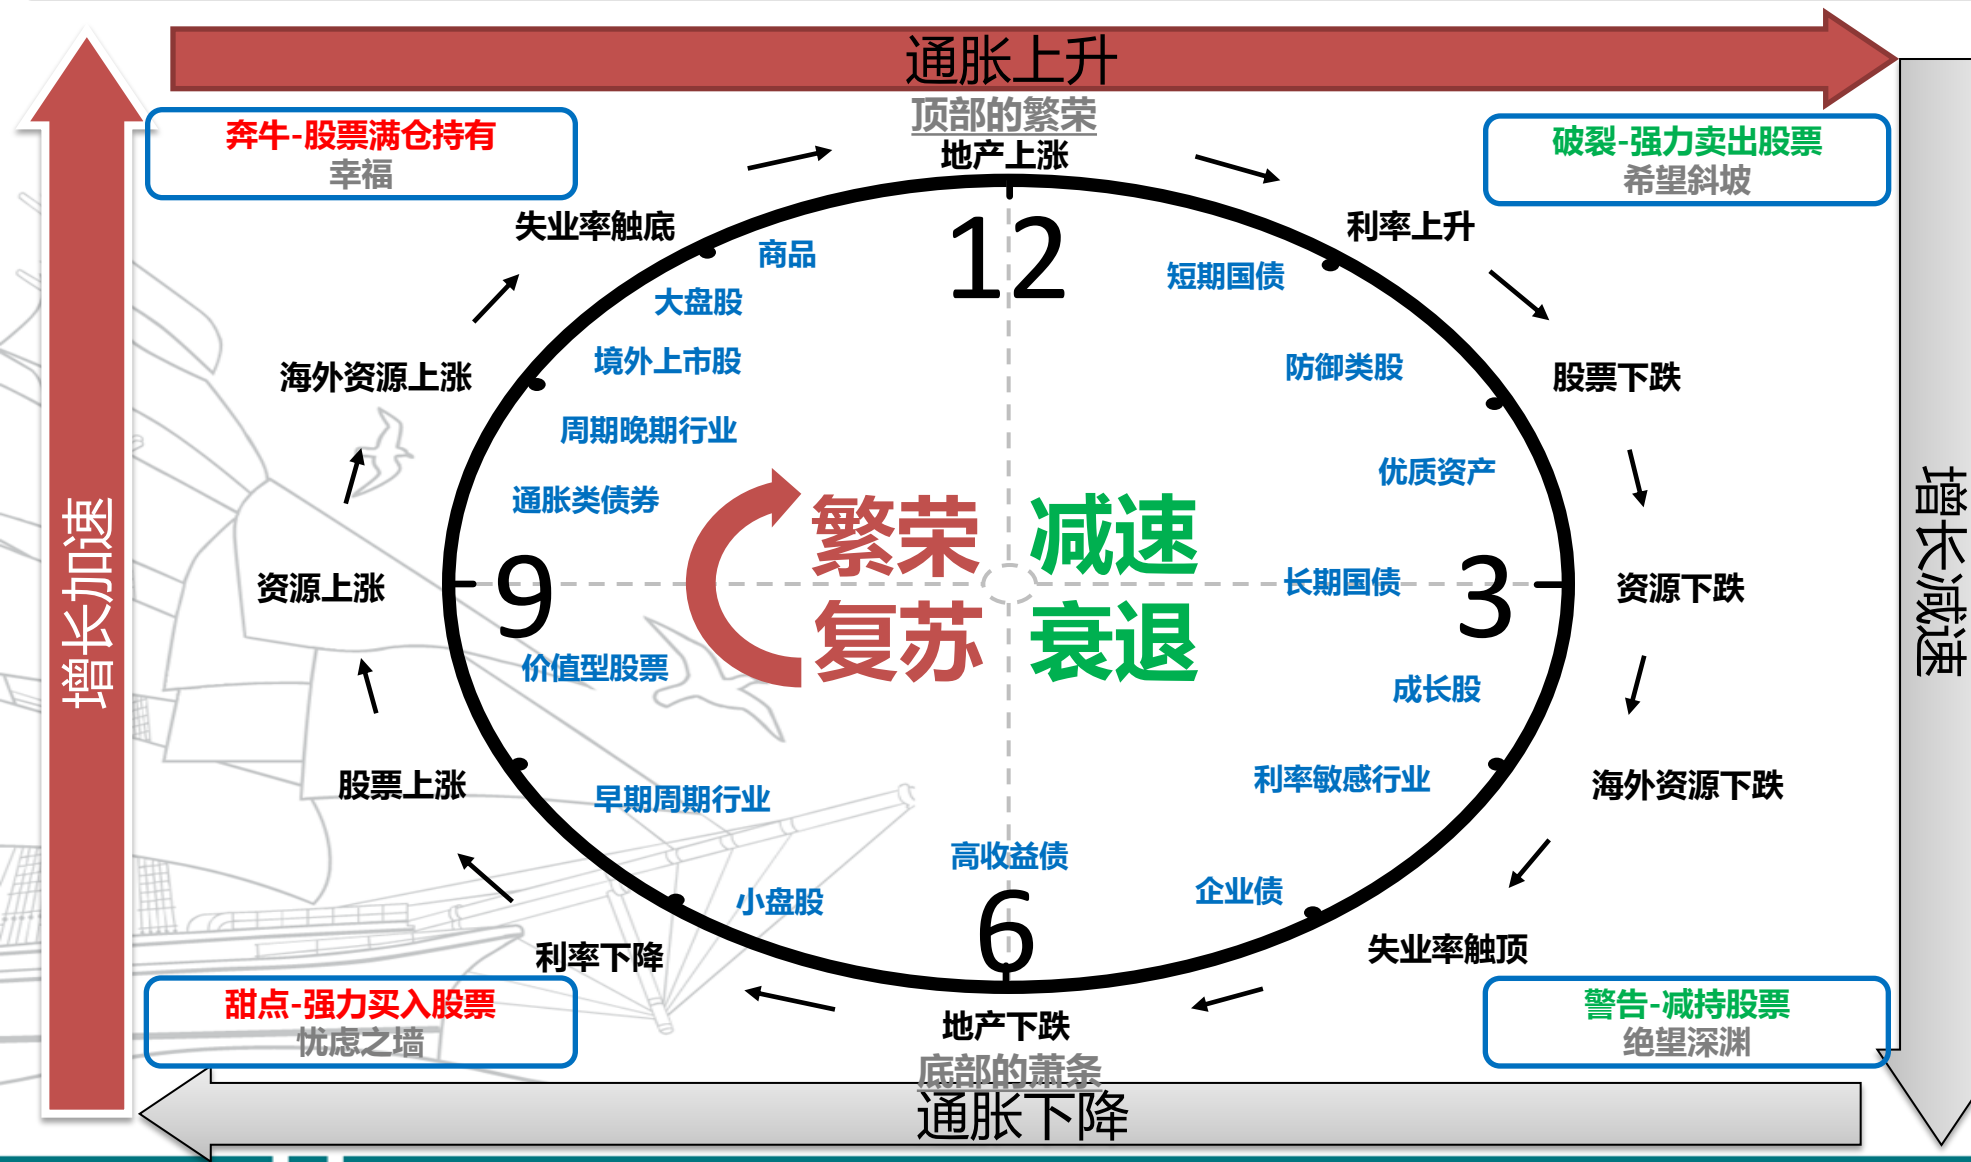 通胀上升
顶部的繁荣
地产上涨
奔牛-股票满仓持有
幸福
破裂-强力卖出股票
希望斜坡
失业率触底
利率上升
12
商品
短期国债
大盘股
境外上市股
防御类股
海外资源上涨
股票下跌
周期晚期行业
优质资产
通胀类债券
繁荣
减速
增长加速
增长减速
资源上涨
9
长期国债
3
资源下跌
复苏
衰退
价值型股票
成长股
股票上涨
早期周期行业
利率敏感行业
海外资源下跌
高收益债
小盘股
6
企业债
利率下降
失业率触顶
甜点-强力买入股票
忧虑之墙
地产下跌
底部的萧条
警告-减持股票
绝望深渊
通胀下降